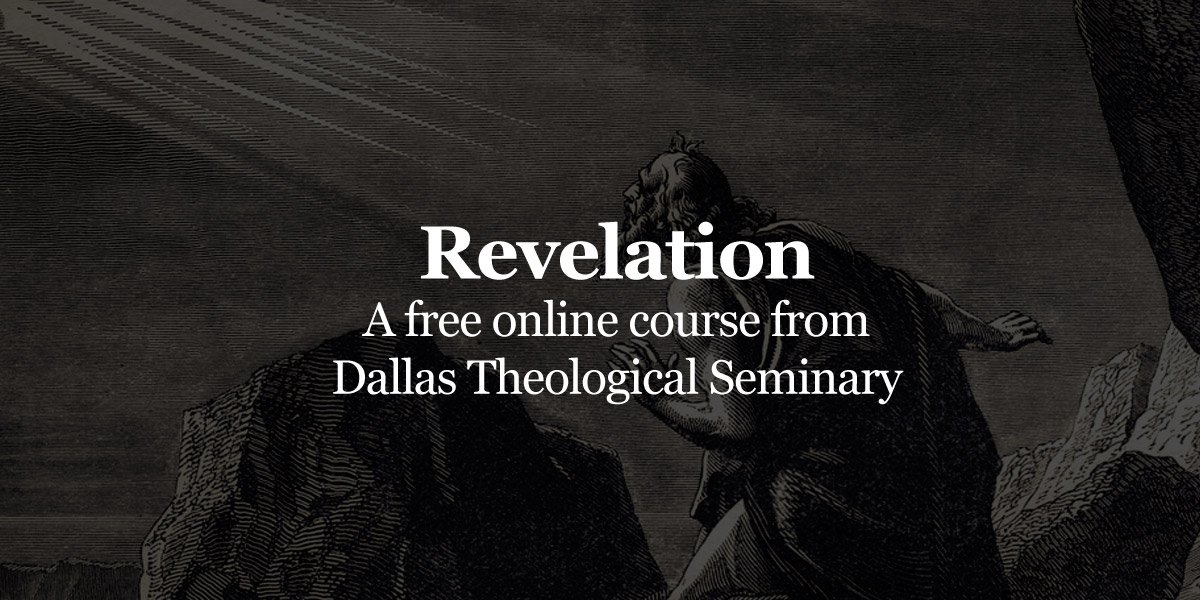 Revelation
A free online course from
Dallas Theological Seminary